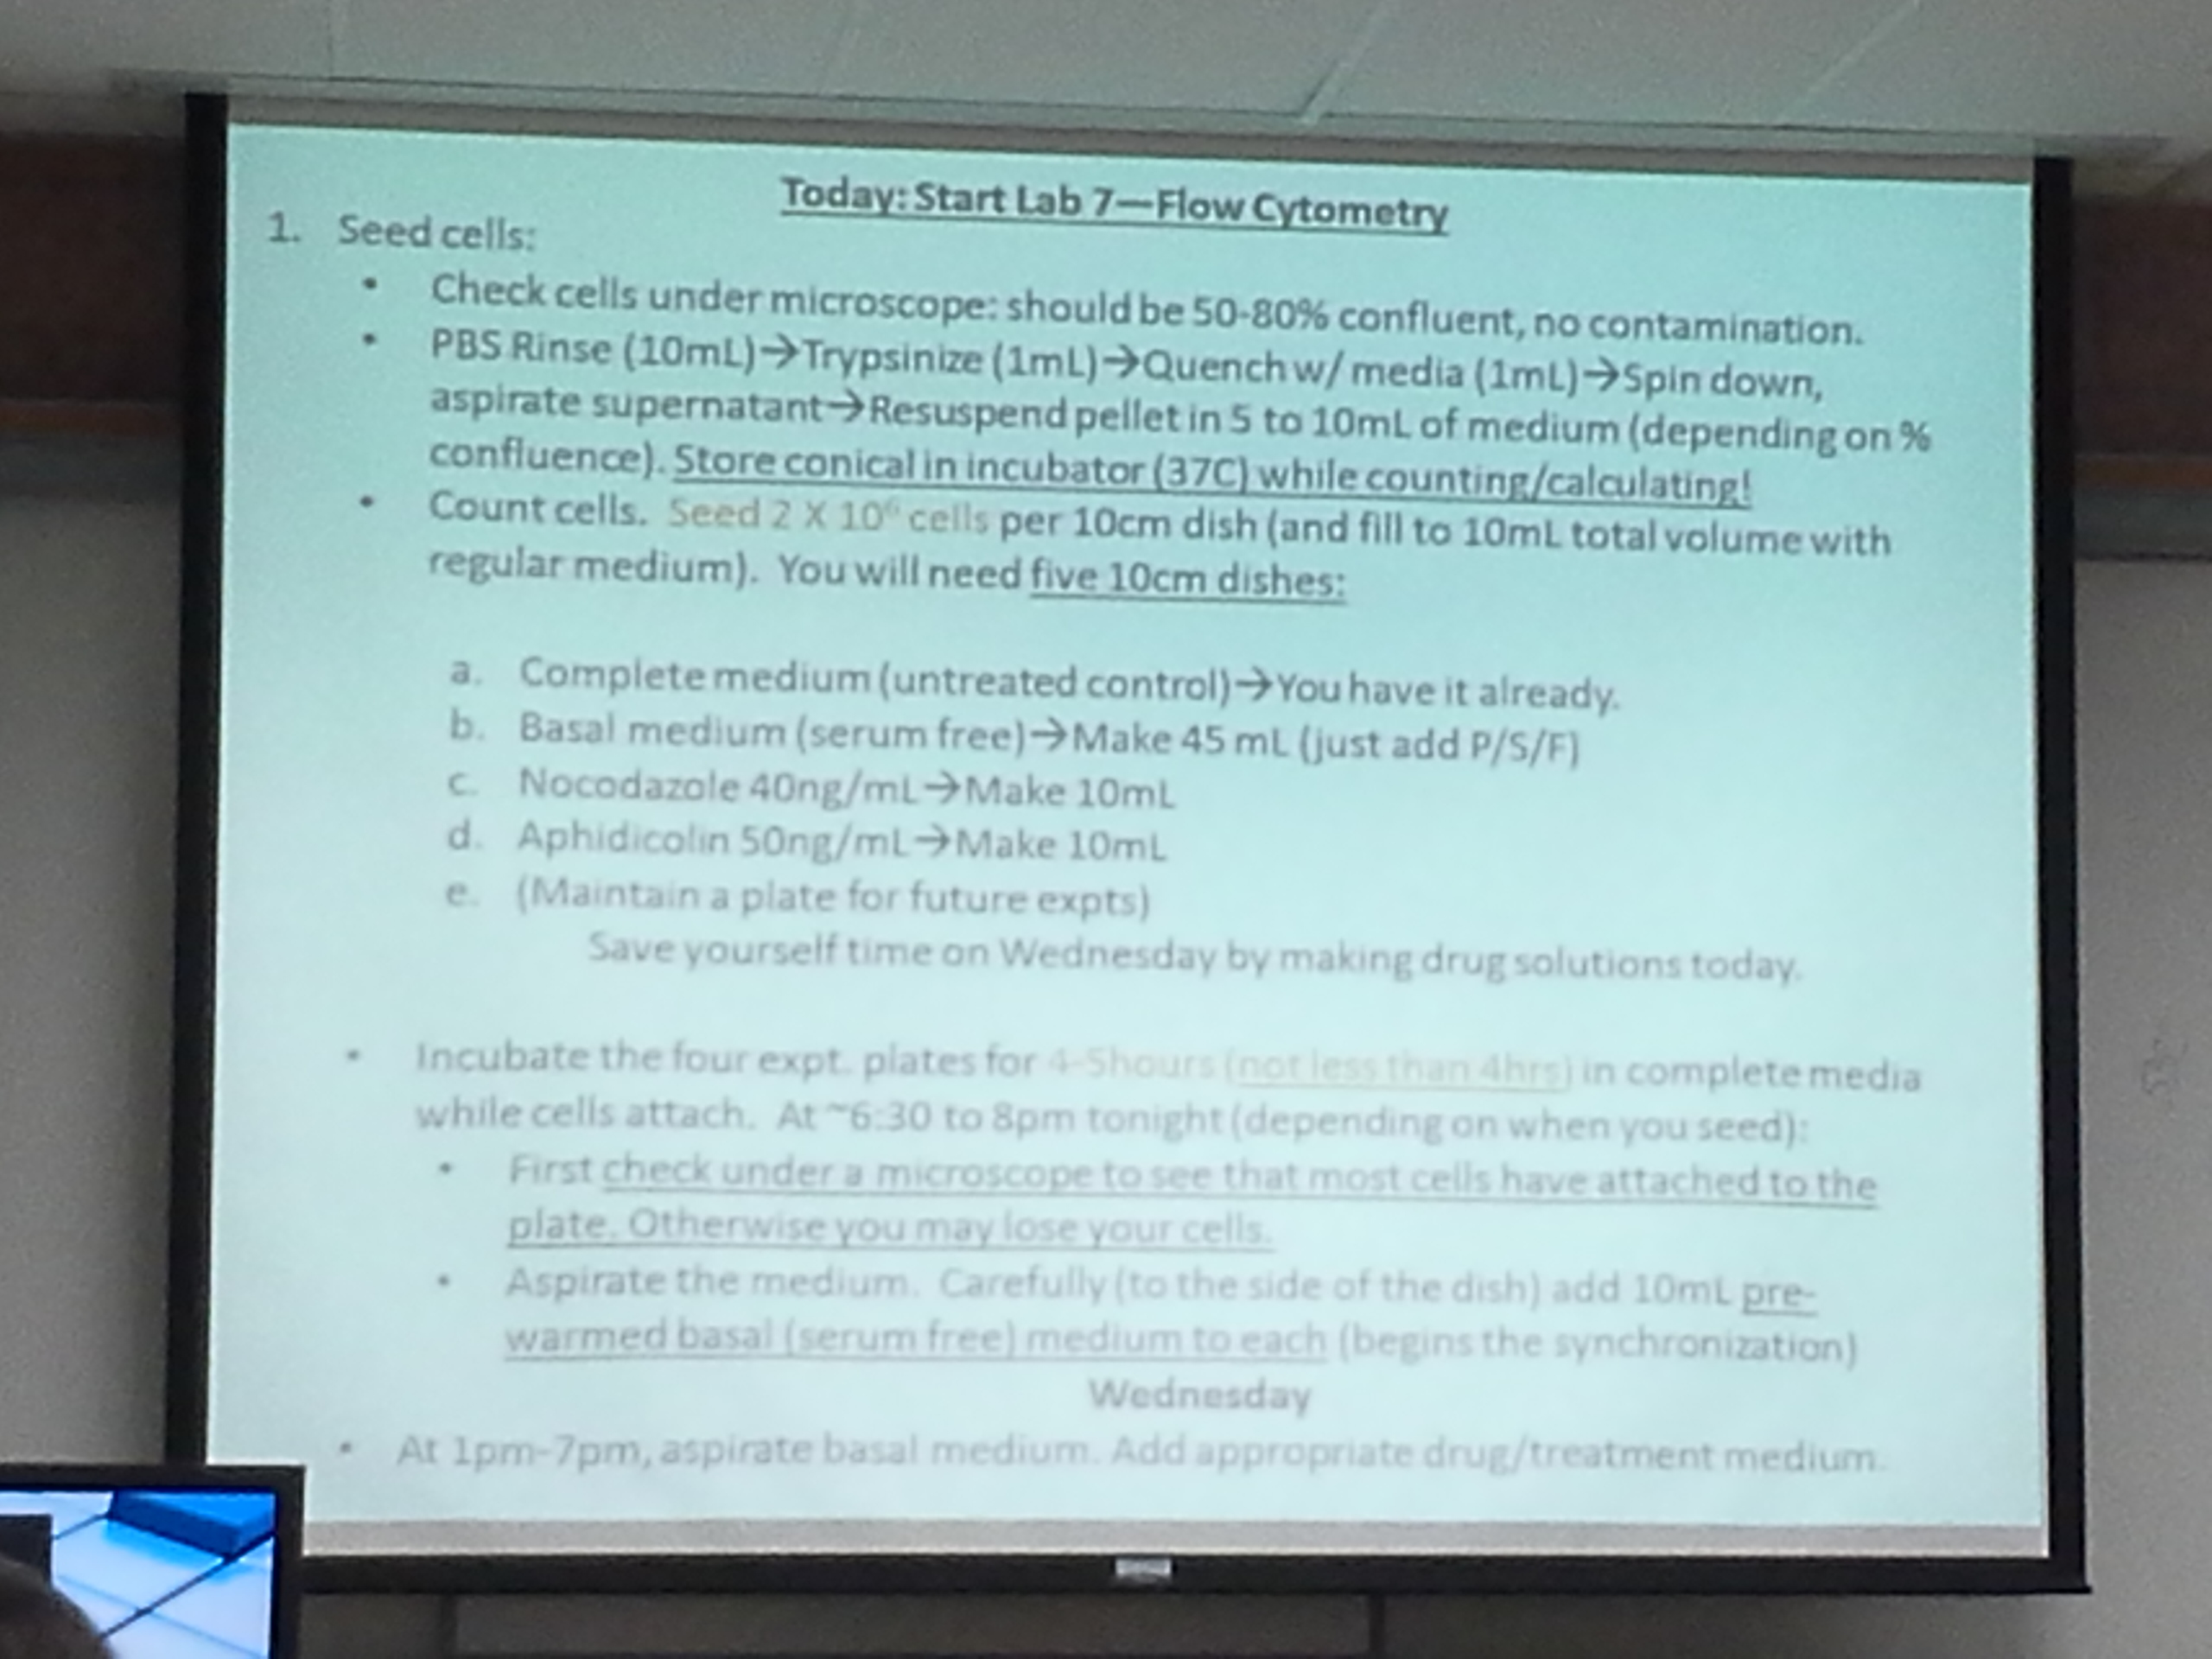 Today: Start Lab 7—Flow Cytometry
1. Seed cells:
• Check cells under microscope: should be 50-80% confluent, no contamination.
• PBS Rinse (10mL)→Trypsinize (1mL)→Quench w/ media (1mL)→Spin down,
aspirate supernatant→Resuspend pellet in 5 to 10mL of medium (depending on %
confluence). Store conical in incubator (37C) while counting/calculating!
• Count cells. Seed 2 X 10⁶ cells per 10cm dish (and fill to 10mL total volume with
regular medium). You will need five 10cm dishes:
a. Complete medium (untreated control)→You have it already.
b. Basal medium (serum free)→Make 45 mL (just add P/S/F)
c. Nocodazole 40ng/mL→Make 10mL
d. Aphidicolin 50ng/mL→Make 10mL
e. (Maintain a plate for future expts)
Save yourself time on Wednesday by making drug solutions today.
• Incubate the four expt. plates for 4-5hours (not less than 4hrs) in complete media
while cells attach. At ~6:30 to 8pm tonight (depending on when you seed):
• First check under a microscope to see that most cells have attached to the
plate. Otherwise you may lose your cells.
• Aspirate the medium. Carefully (to the side of the dish) add 10mL pre-
warmed basal (serum free) medium to each (begins the synchronization)
Wednesday
• At 1pm-7pm, aspirate basal medium. Add appropriate drug/treatment medium.